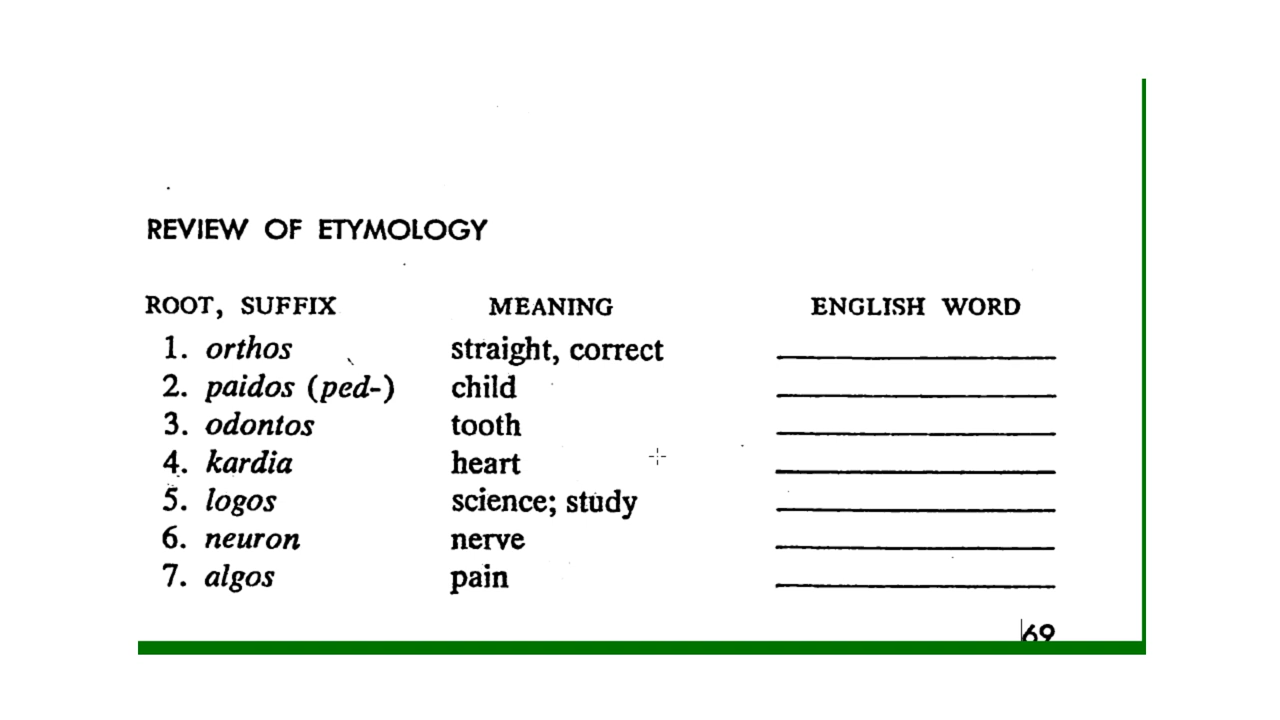 REVIEW OF ETYMOLOGY
ROOT, SUFFIX MEANING ENGLISH WORD
1. orthos straight, correct
2. paidos (ped-) child
3. odontos tooth
4. kardia heart
5. logos science; study
6. neuron nerve
7. algos pain
69